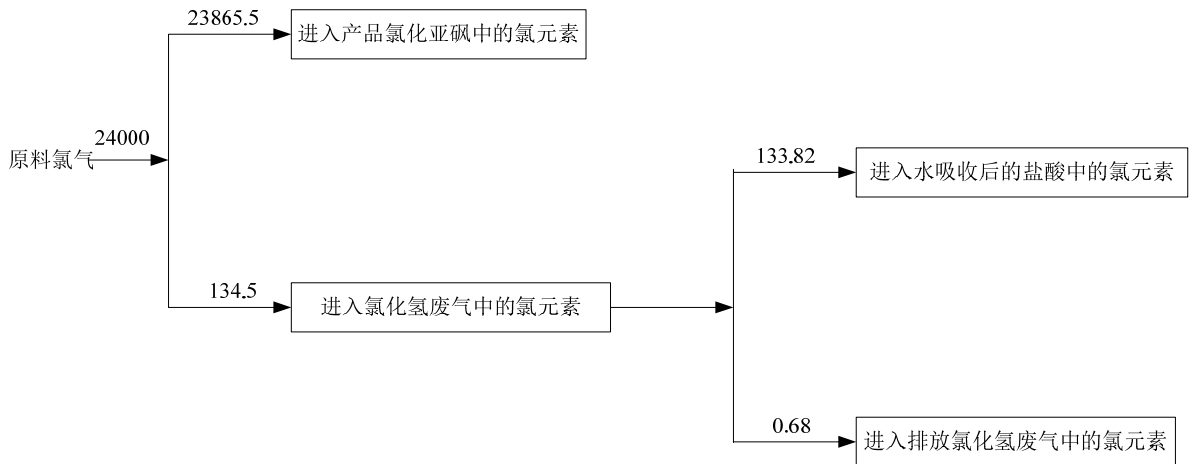 23865.5
进入产品氯化亚砜中的氯元素
24000
原料氯气
133.82
进入水吸收后的盐酸中的氯元素
134.5
进入氯化氢废气中的氯元素
0.68
进入排放氯化氢废气中的氯元素